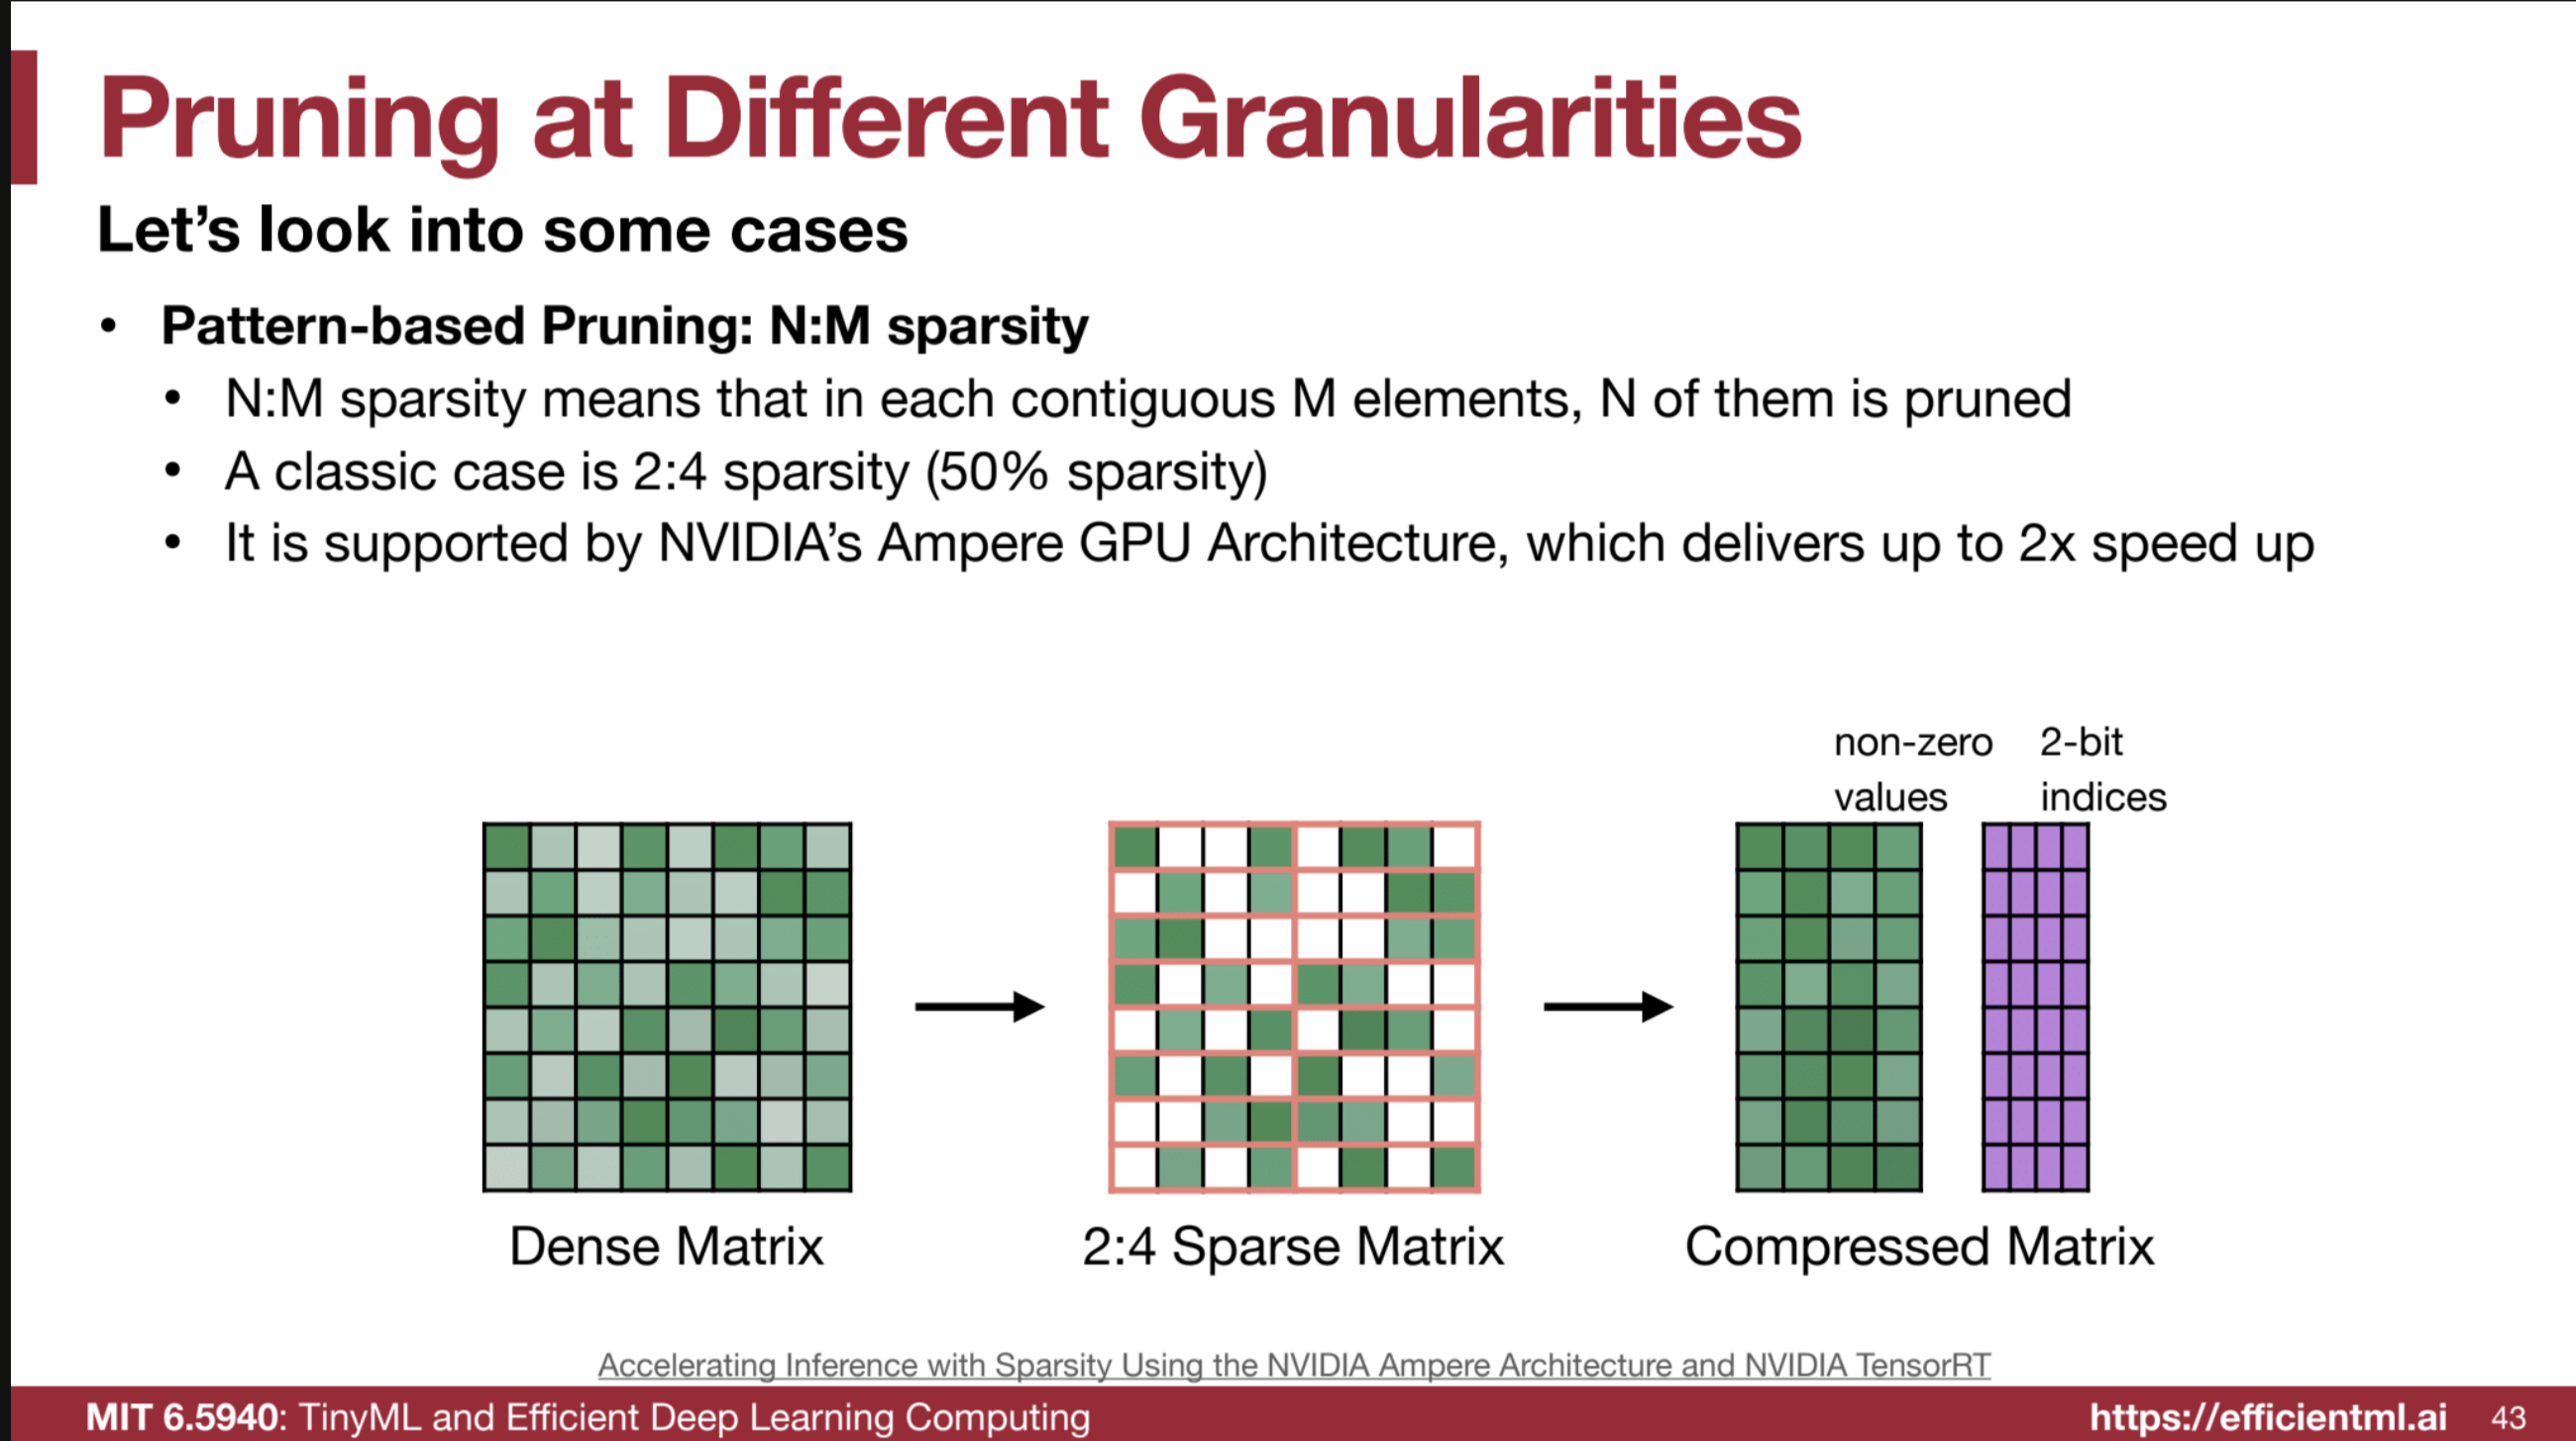 Pruning at Different Granularities
Let’s look into some cases
• Pattern-based Pruning: N:M sparsity
• N:M sparsity means that in each contiguous M elements, N of them is pruned
• A classic case is 2:4 sparsity (50% sparsity)
• It is supported by NVIDIA’s Ampere GPU Architecture, which delivers up to 2x speed up
non-zero
values
2-bit
indices
Dense Matrix
2:4 Sparse Matrix
Compressed Matrix
Accelerating Inference with Sparsity Using the NVIDIA Ampere Architecture and NVIDIA TensorRT
MIT 6.5940: TinyML and Efficient Deep Learning Computing
https://efficientml.ai
43